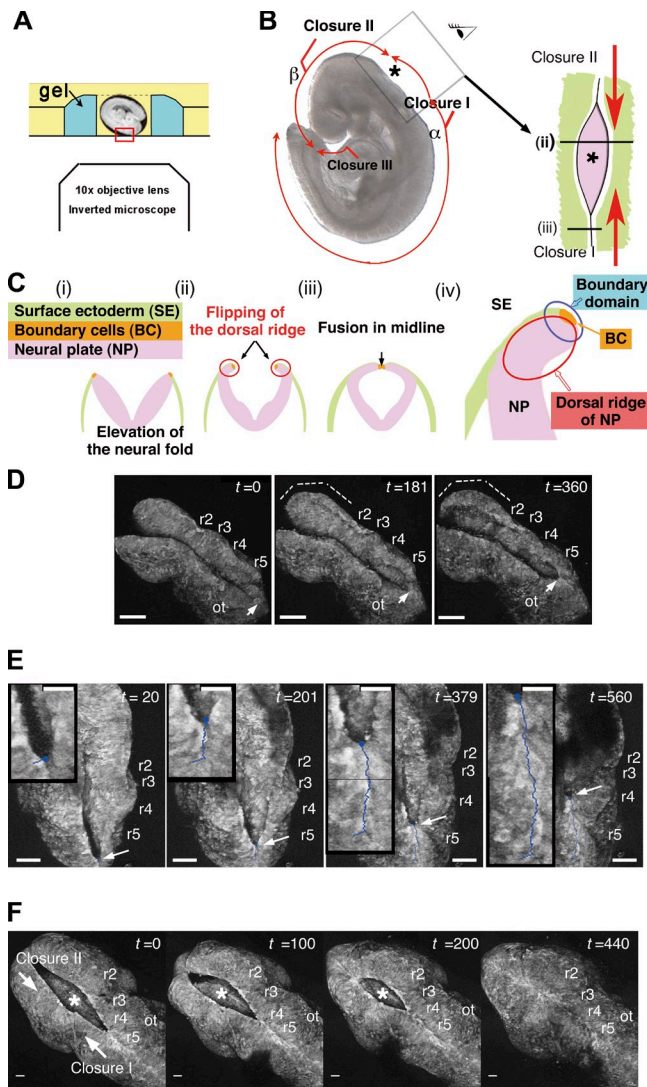 A
gel
10x objective lens
Inverted microscope
B
Closure II
β
*
Closure I
α
Closure III
Closure II
(ii)
*
(iii)
Closure I
C
(i)
(ii)
(iii)
(iv)
Surface ectoderm (SE)
Boundary cells (BC)
Neural plate (NP)
Elevation of
the neural fold
Flipping of
the dorsal ridge
Fusion in midline
SE
Boundary
domain
BC
NP
Dorsal ridge
of NP
D
t=0
r2
r3
r4
r5
ot
t=181
r2
r3
r4
r5
ot
t=360
r2
r3
r4
r5
ot
E
t= 20
r2
r3
r4
r5
t=201
r2
r3
r4
r5
t=379
r2
r3
r4
r5
t=560
r2
r3
r4
r5
F
t=0
Closure II
*
r2
r3
r4
r5
ot
Closure I
t=100
*
r2
r3
r4
r5
ot
t =200
*
r2
r3
r4
r5
ot
t=440
r2
r3
r4
r5
ot